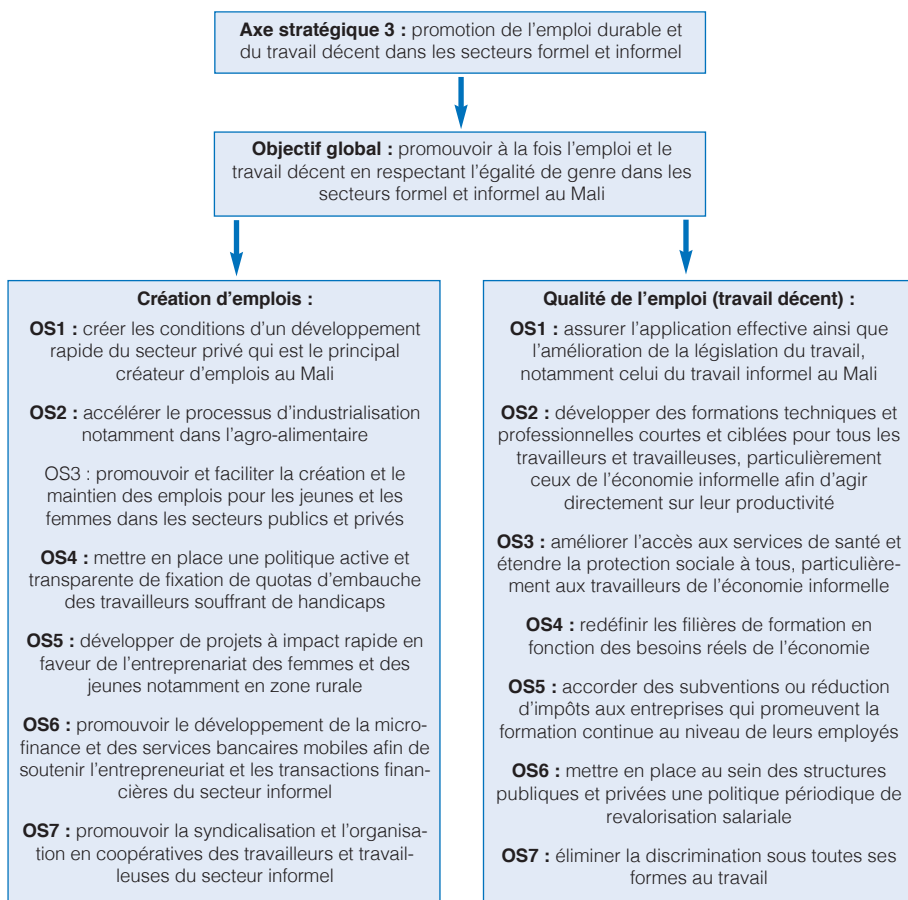 Axe stratégique 3 : promotion de l'emploi durable et
du travail décent dans les secteurs formel et informel
Objectif global : promouvoir à la fois l'emploi et le
travail décent en respectant l'égalité de genre dans les
secteurs formel et informel au Mali
Création d'emplois :
OS1 : créer les conditions d'un développement
rapide du secteur privé qui est le principal
créateur d'emplois au Mali
OS2 : accélérer le processus d'industrialisation
notamment dans l'agro-alimentaire
OS3 : promouvoir et faciliter la création et le
maintien des emplois pour les jeunes et les
femmes dans les secteurs publics et privés
OS4 : mettre en place une politique active et
transparente de fixation de quotas d'embauche
des travailleurs souffrant de handicaps
OS5 : développer de projets à impact rapide en
faveur de l'entreprenariat des femmes et des
jeunes notamment en zone rurale
OS6 : promouvoir le développement de la micro-
finance et des services bancaires mobiles afin de
soutenir l'entrepreneuriat et les transactions finan-
cières du secteur informel
OS7 : promouvoir la syndicalisation et l'organisa-
tion en coopératives des travailleurs et travail-
leuses du secteur informel
Qualité de l'emploi (travail décent) :
OS1 : assurer l'application effective ainsi que
l'amélioration de la législation du travail,
notamment celui du travail informel au Mali
OS2 : développer des formations techniques et
professionnelles courtes et ciblées pour tous les
travailleurs et travailleuses, particulièrement
ceux de l'économie informelle afin d'agir
directement sur leur productivité
OS3 : améliorer l'accès aux services de santé et
étendre la protection sociale à tous, particulière-
ment aux travailleurs de l'économie informelle
OS4 : redéfinir les filières de formation en
fonction des besoins réels de l'économie
OS5 : accorder des subventions ou réduction
d'impôts aux entreprises qui promeuvent la
formation continue au niveau de leurs employés
OS6 : mettre en place au sein des structures
publiques et privées une politique périodique de
revalorisation salariale
OS7 : éliminer la discrimination sous toutes ses
formes au travail